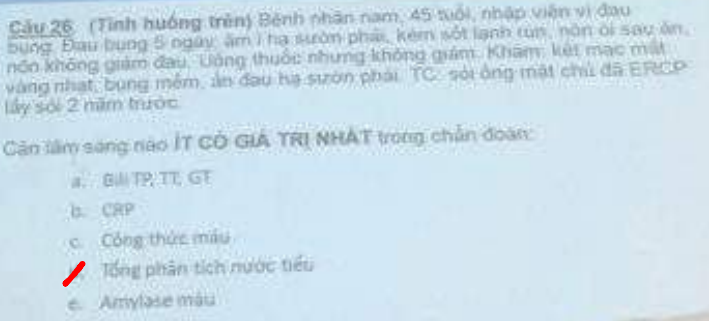 Câu 26 (Tình huống trên) Bệnh nhân nam, 45 tuổi, nhập viện vì đau
bụng. Đau bụng 5 ngày, âm ỉ hạ sườn phải, kèm sốt lạnh run, nôn ói sau ăn,
nôn không giảm đau. Uống thuốc nhưng không giảm. Khám: kết mạc mắt
vàng nhạt, bụng mềm, ấn đau hạ sườn phải. TC: sỏi ống mật chủ đã ERCP
lấy sỏi 2 năm trước.
Cận lâm sàng nào ÍT CÓ GIÁ TRỊ NHẤT trong chẩn đoán:
a. Bili TP, TT, GT
b. CRP
c. Công thức máu
Tổng phân tích nước tiểu
e. Amylase máu